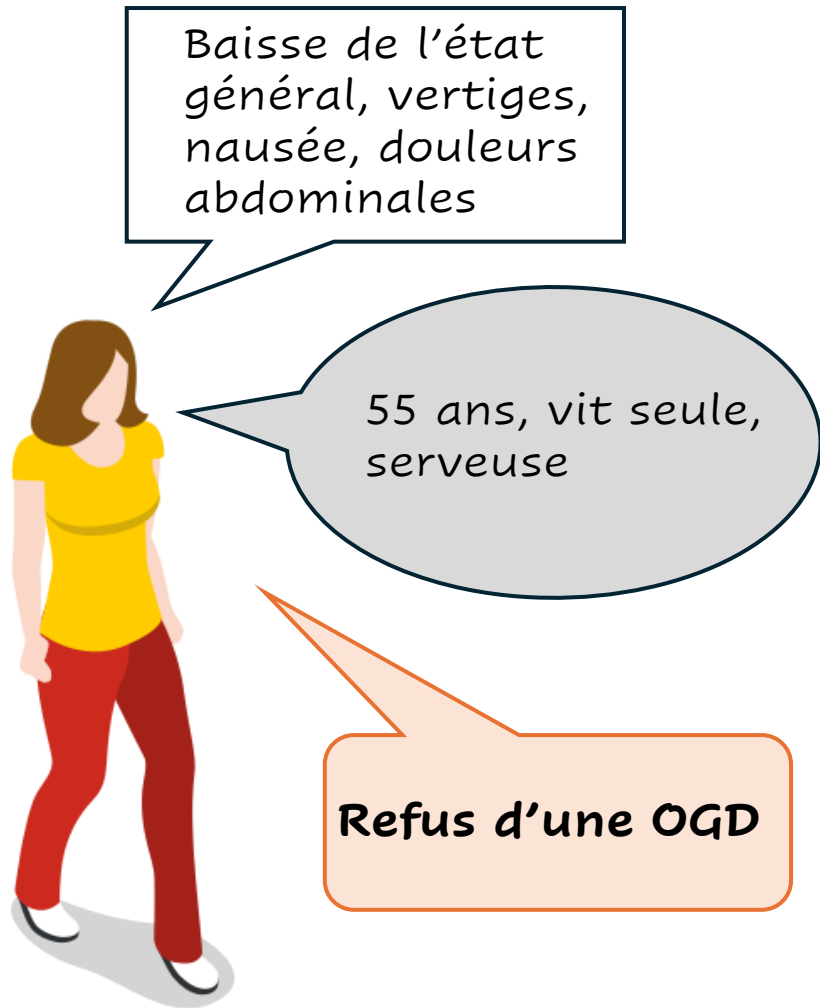 Baisse de l’état
général, vertiges,
nausée, douleurs
abdominales
55 ans, vit seule,
serveuse
Refus d’une OGD